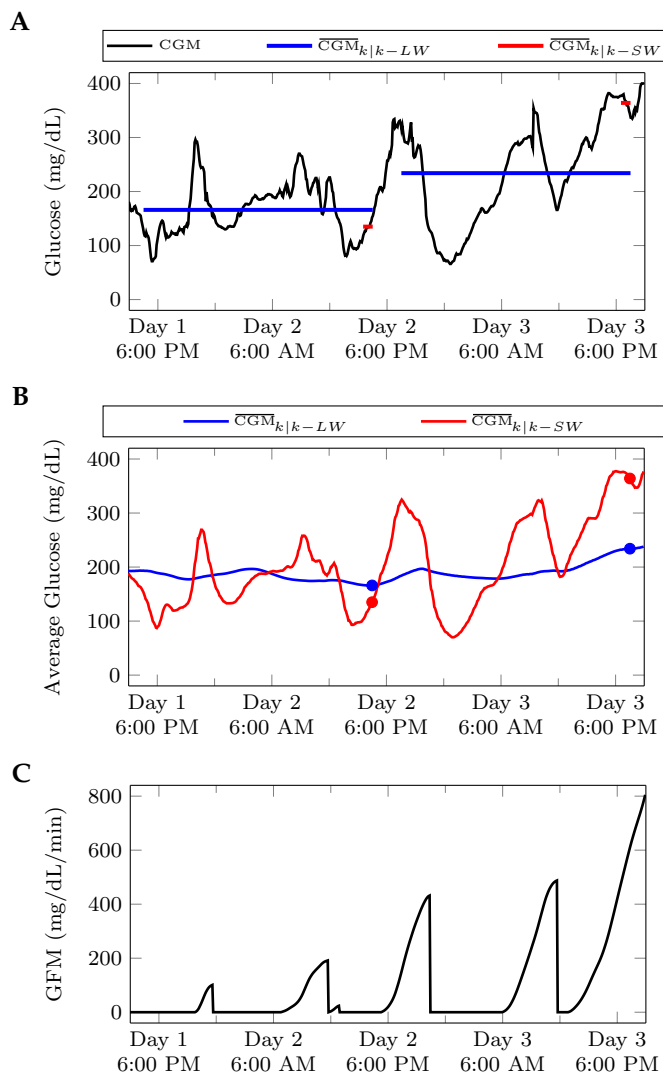 A
CGM CGM̅k|k−LW CGM̅k|k−SW
Glucose (mg/dL)
400
300
200
100
0
Day 1 Day 2 Day 2 Day 3 Day 3
6:00 PM 6:00 AM 6:00 PM 6:00 AM 6:00 PM
B
CGM̅k|k−LW CGM̅k|k−SW
Average Glucose (mg/dL)
400
300
200
100
0
Day 1 Day 2 Day 2 Day 3 Day 3
6:00 PM 6:00 AM 6:00 PM 6:00 AM 6:00 PM
C
GFM (mg/dL/min)
800
600
400
200
0
Day 1 Day 2 Day 2 Day 3 Day 3
6:00 PM 6:00 AM 6:00 PM 6:00 AM 6:00 PM